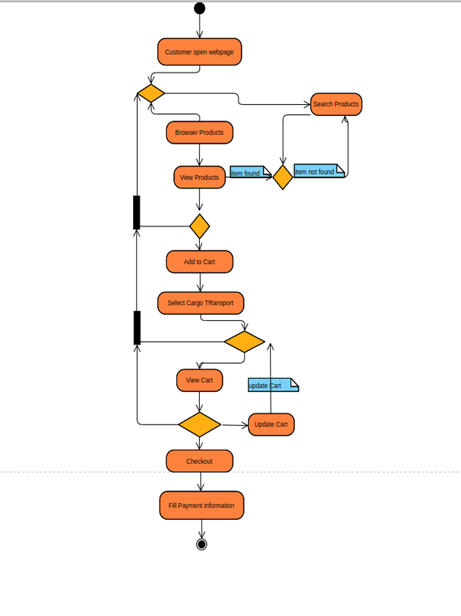 Customer open webpage
Search Products
Browser Products
View Products
item found
item not found
Add to Cart
Select Cargo TRansport
View Cart
update Cart
Update Cart
Checkout
Fill Payment information